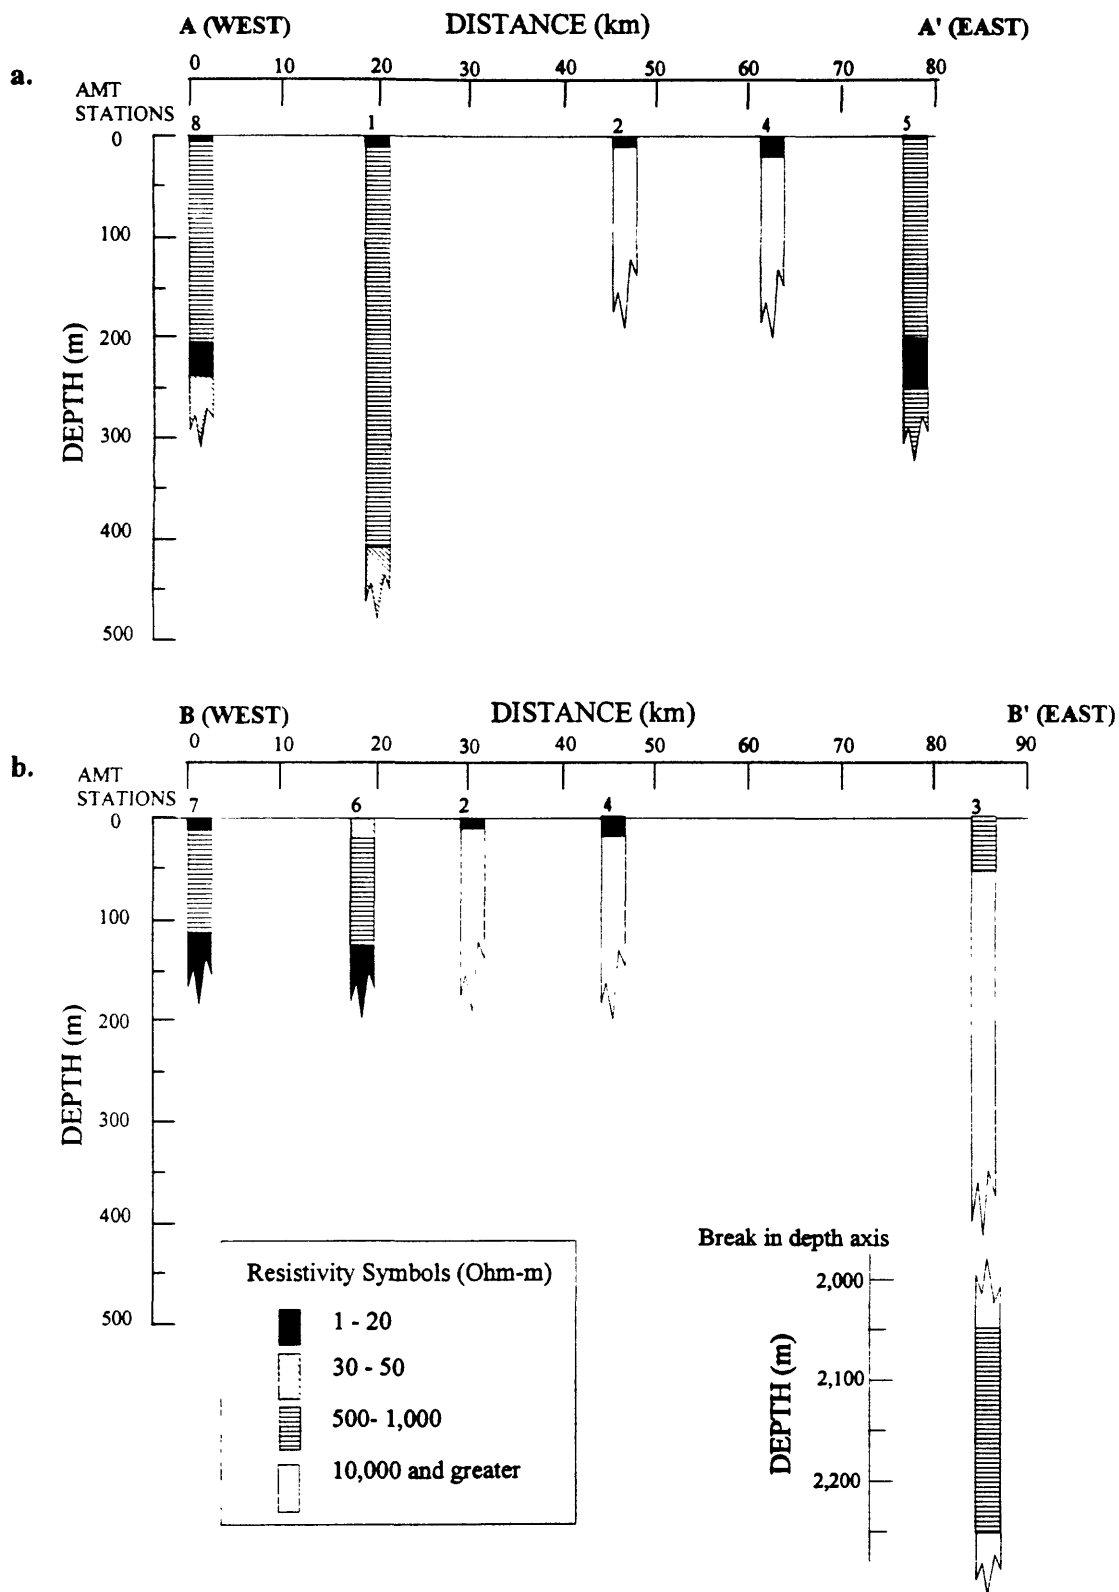 A (WEST) DISTANCE (km) A' (EAST)
a.
0 10 20 30 40 50 60 70 80
AMT
STATIONS
8 1 2 4 5
0
100
200
300
400
500
DEPTH (m)
B (WEST) DISTANCE (km) B' (EAST)
b.
0 10 20 30 40 50 60 70 80 90
AMT
STATIONS
7 6 2 4 3
0
100
200
300
400
500
DEPTH (m)
Break in depth axis
2,000
2,100
2,200
DEPTH (m)
Resistivity Symbols (Ohm-m)
1 - 20
30 - 50
500- 1,000
10,000 and greater